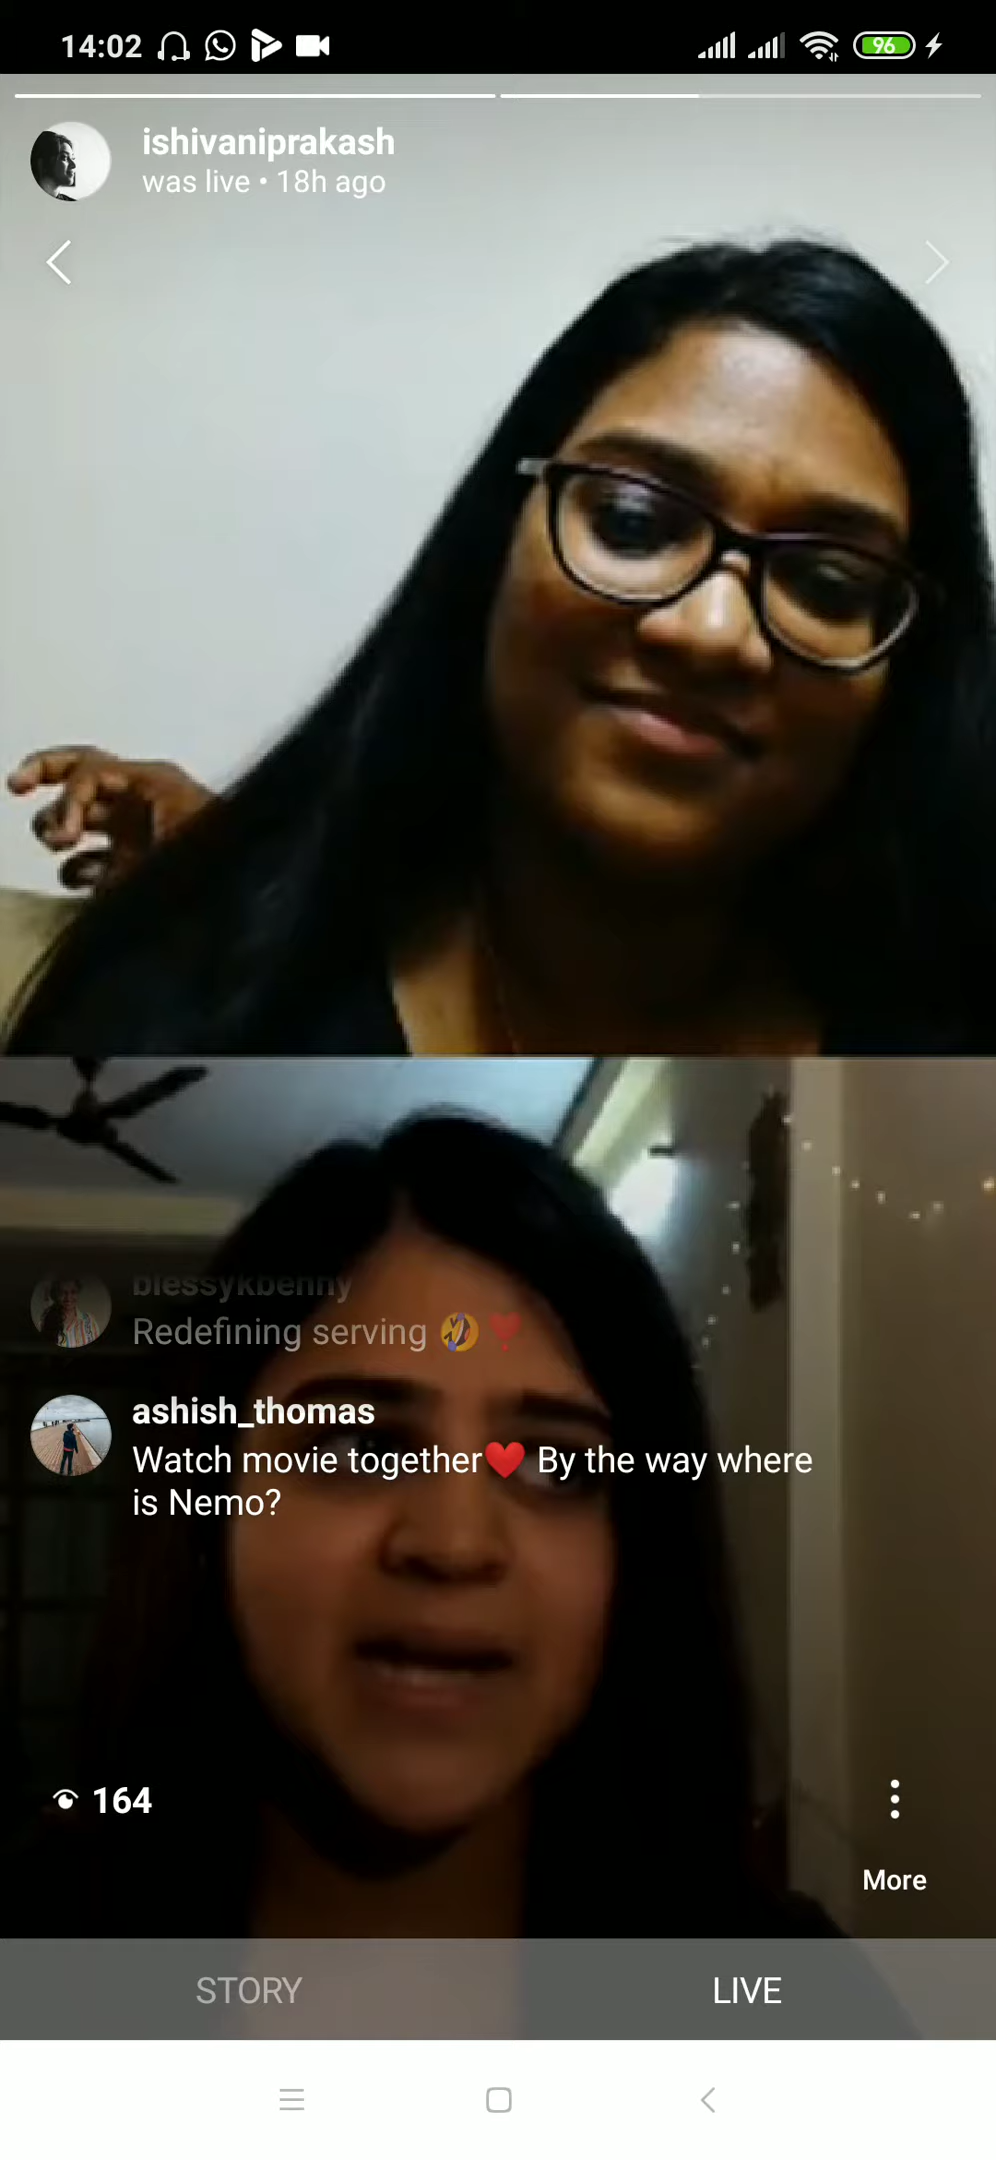 14:02
96
ishivaniprakash
was live • 18h ago
blessykbenny
Redefining serving 🤣❣️
ashish_thomas
Watch movie together❤️ By the way where
is Nemo?
164
More
STORY
LIVE